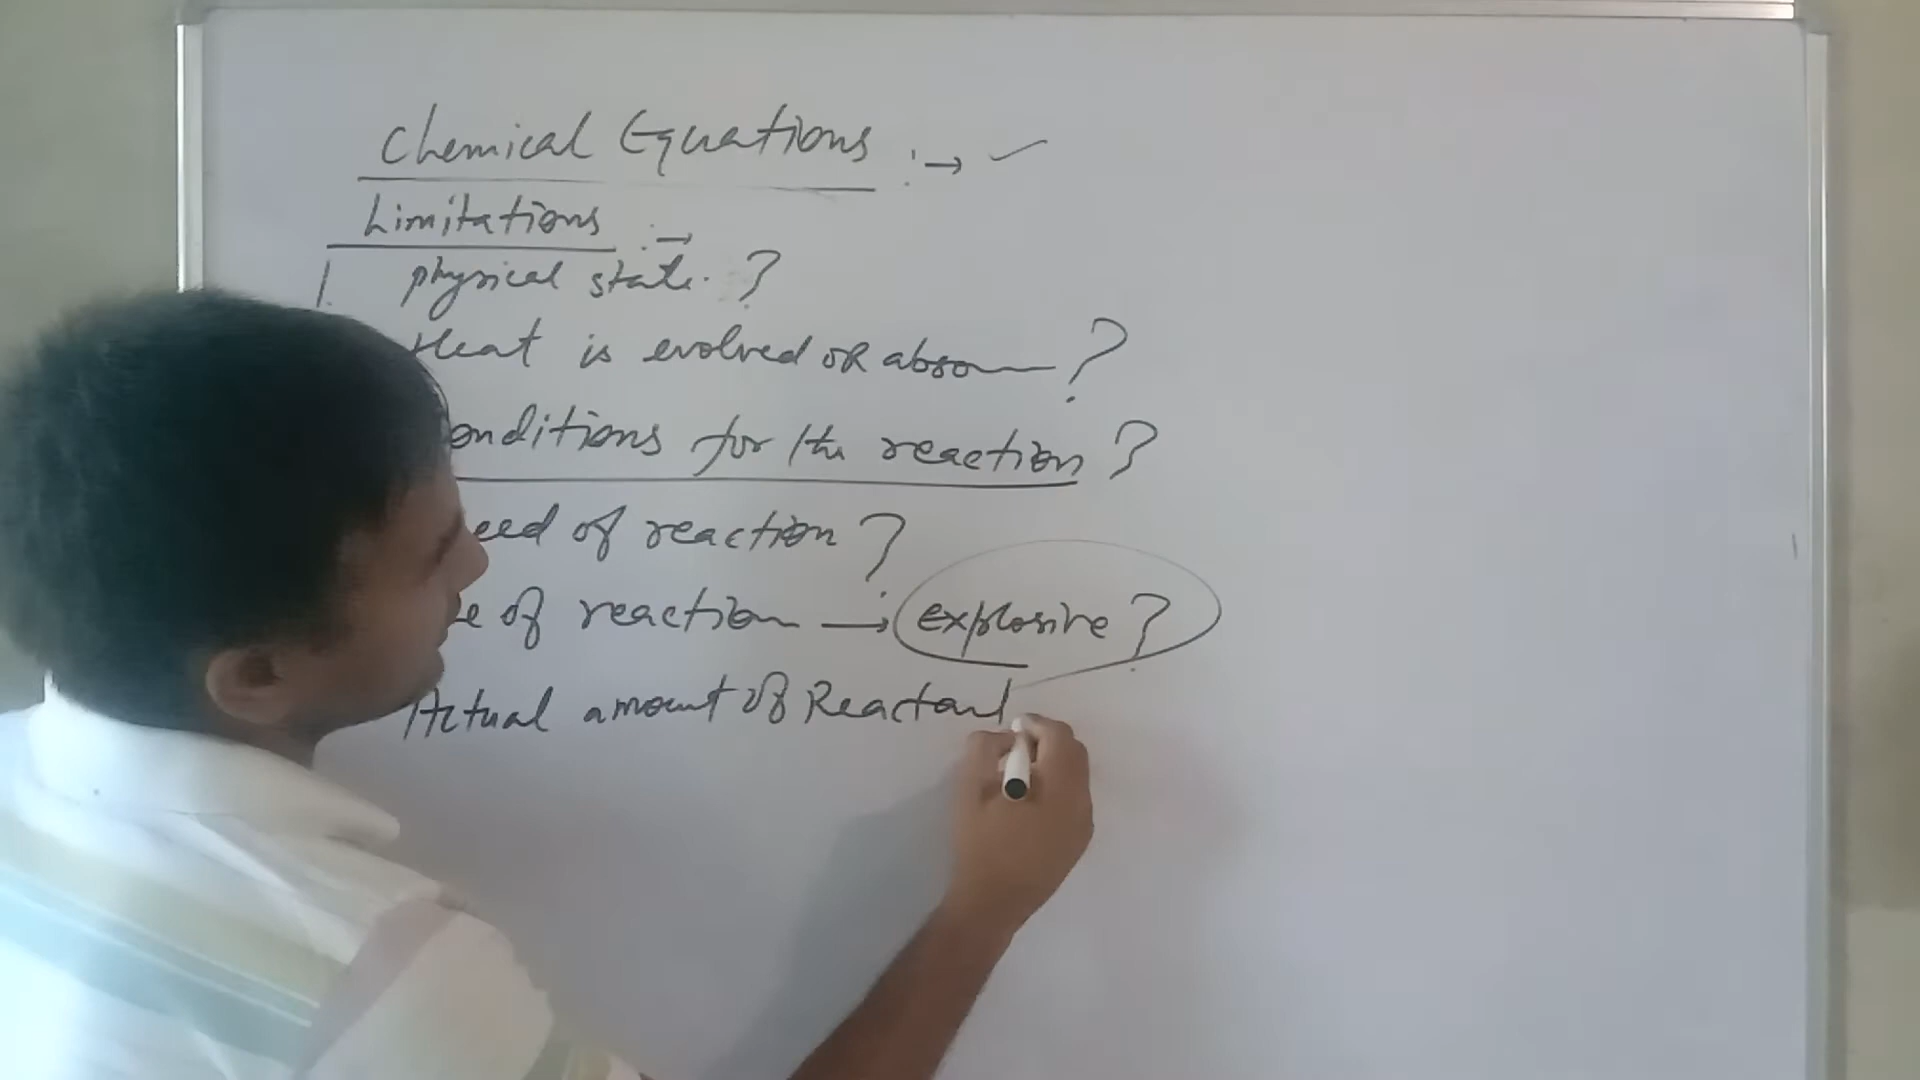 Chemical Equations :→ ✓
Limitations :→
1. physical state. ?
Heat is evolved OR abso ?
onditions for the reaction ?
eed of reaction ?
e of reaction → explosive ?
Actual amount of Reactant